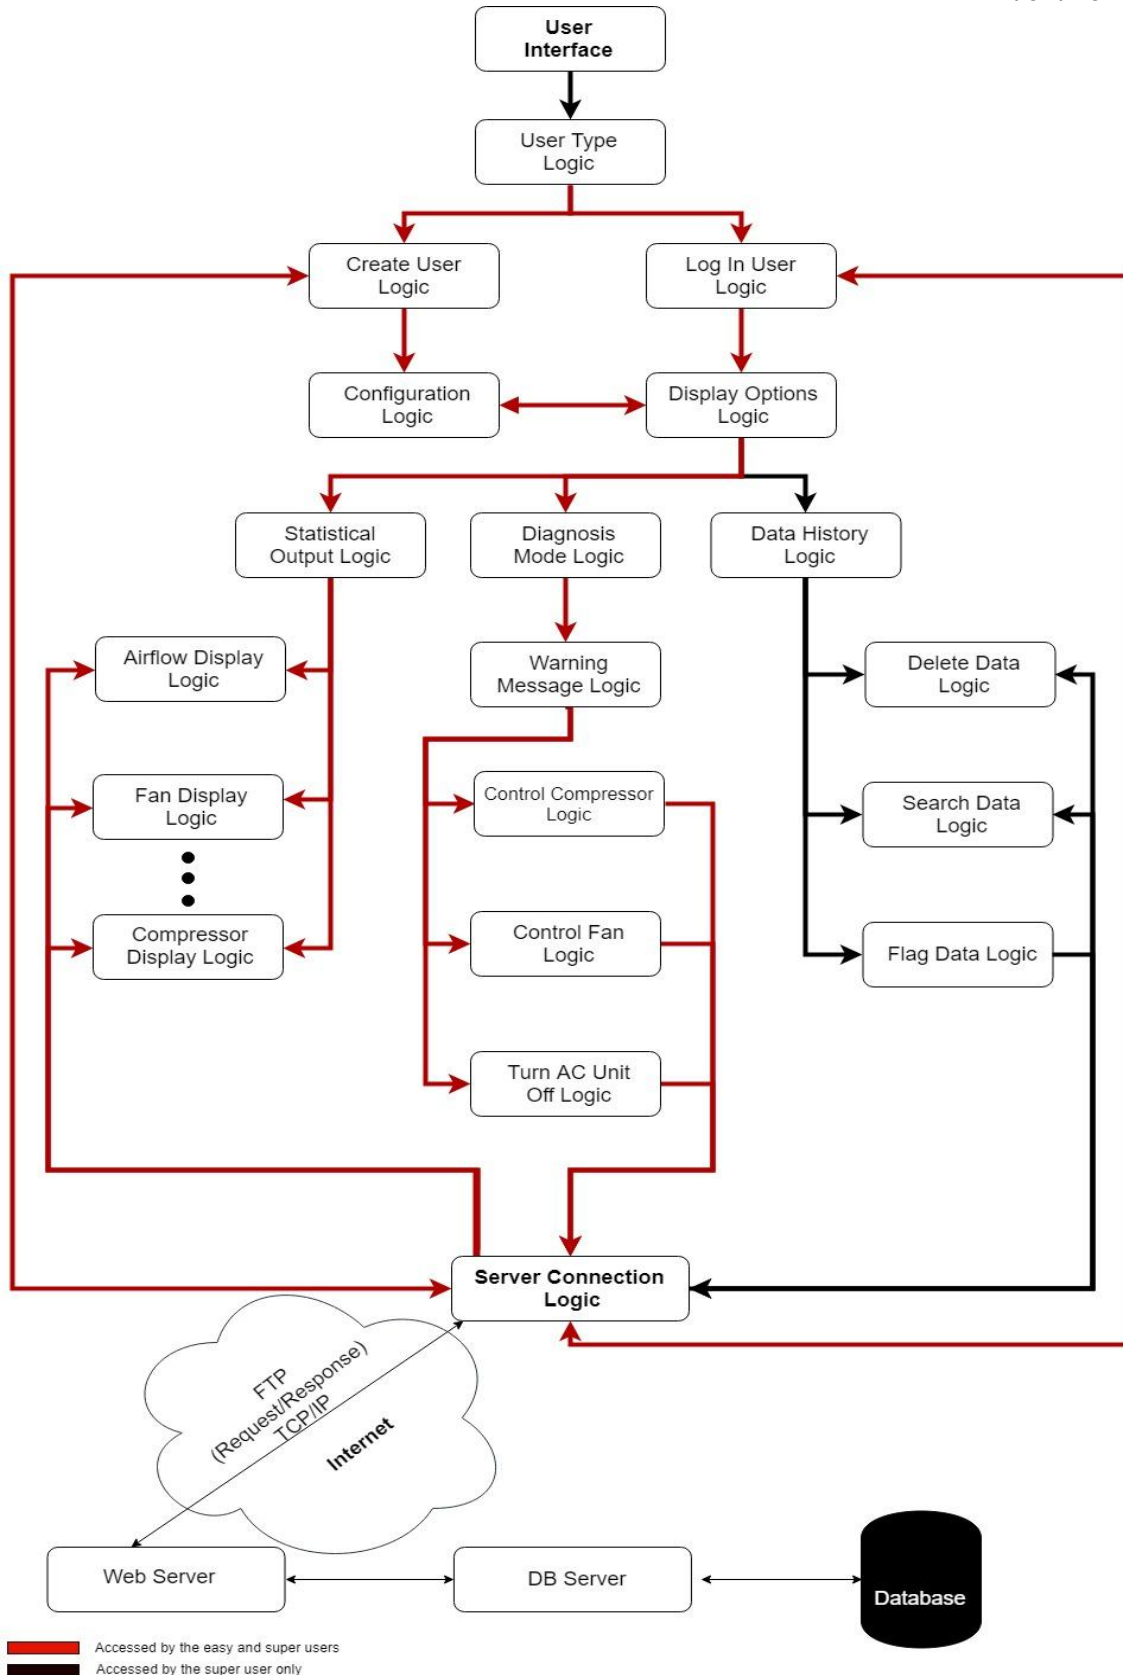 User
Interface
User Type
Logic
Create User
Logic
Log In User
Logic
Configuration
Logic
Display Options
Logic
Statistical
Output Logic
Diagnosis
Mode Logic
Data History
Logic
Airflow Display
Logic
Warning
Message Logic
Delete Data
Logic
Fan Display
Logic
Control Compressor
Logic
Search Data
Logic
Compressor
Display Logic
Control Fan
Logic
Flag Data Logic
Turn AC Unit
Off Logic
Server Connection
Logic
FTP
(Request/Response)
TCP/IP
Internet
Web Server
DB Server
Database
Accessed by the easy and super users
Accessed by the super user only